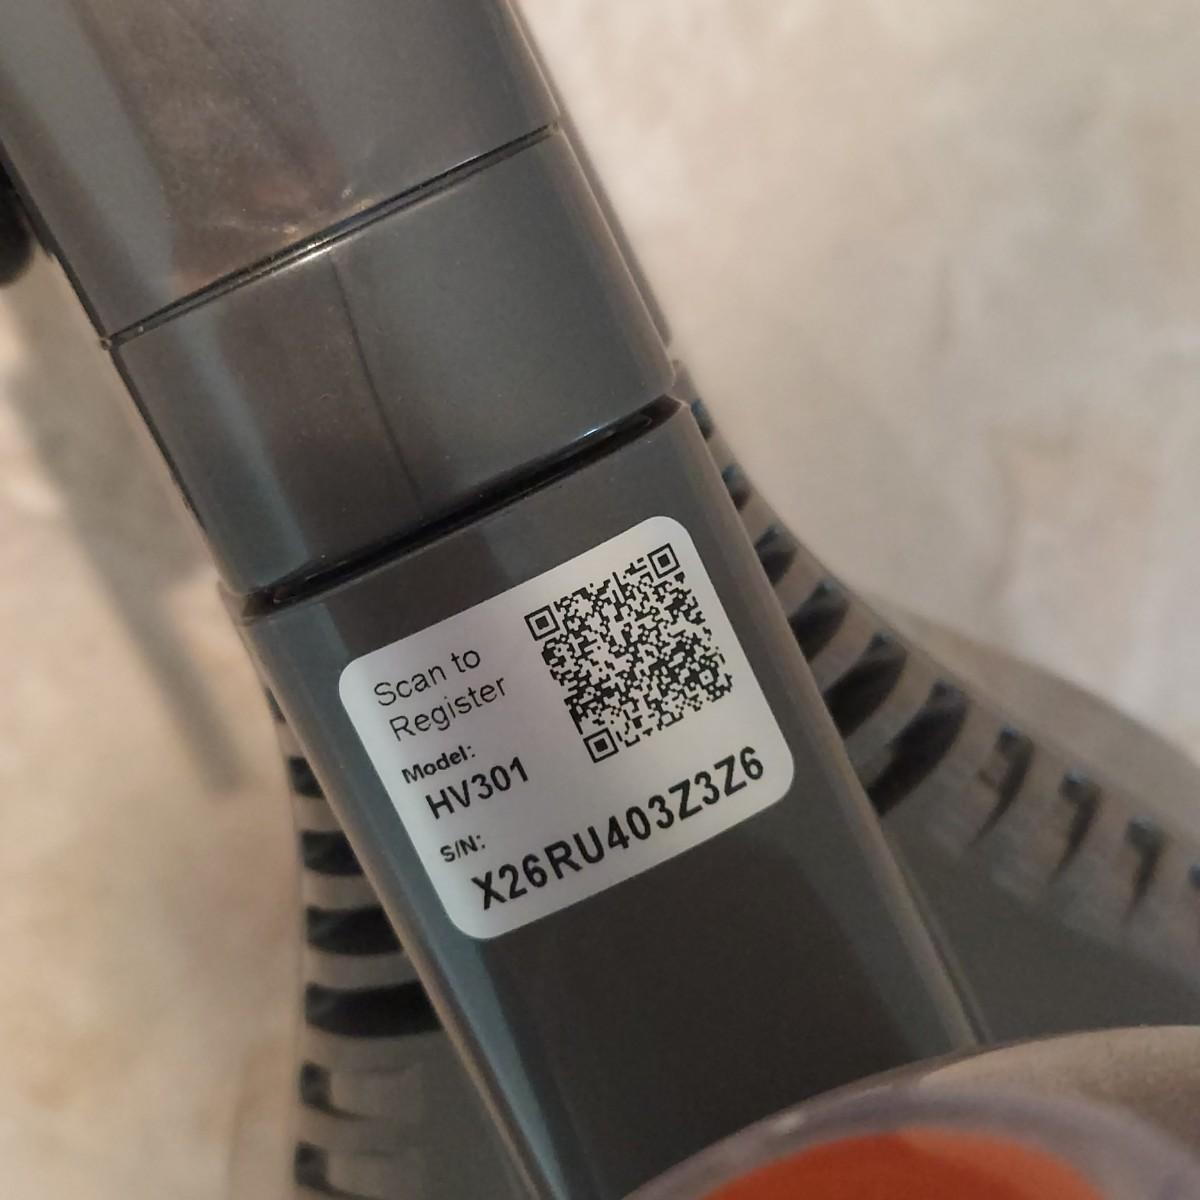 Scan to
Register
Model:
HV301
S/N:
X26RU403Z3Z6